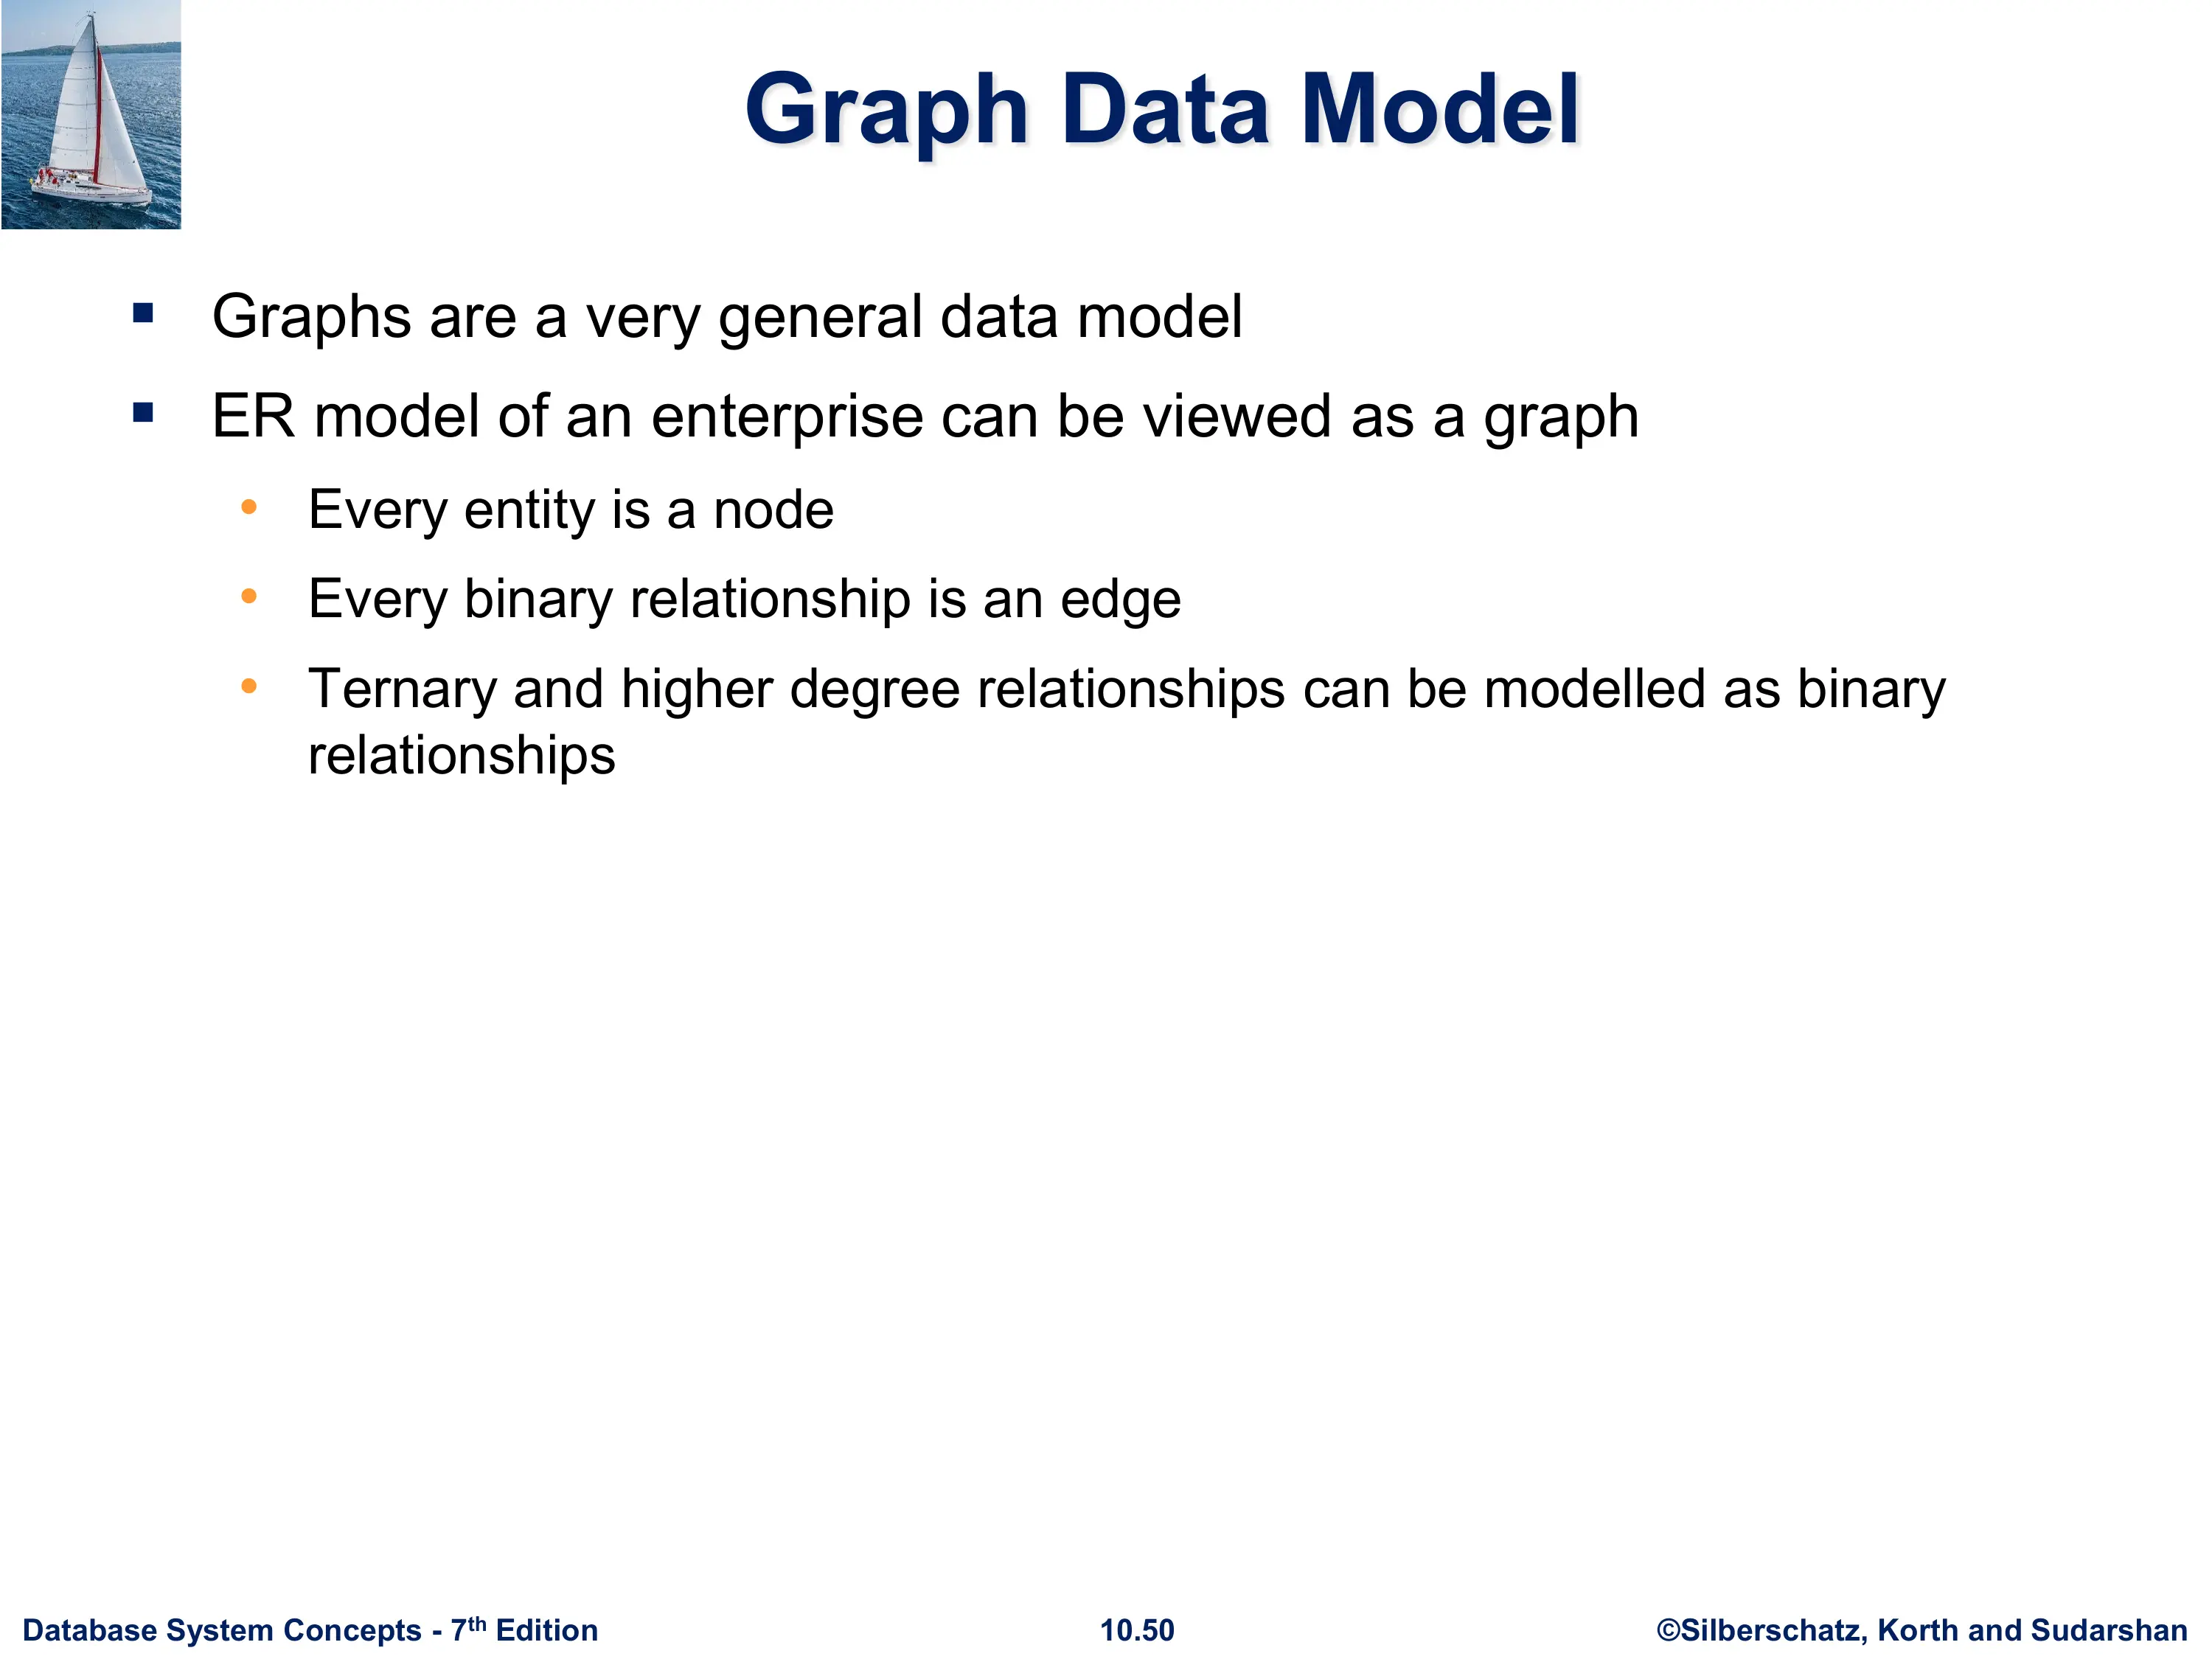 Graph Data Model
▪ Graphs are a very general data model
▪ ER model of an enterprise can be viewed as a graph
• Every entity is a node
• Every binary relationship is an edge
• Ternary and higher degree relationships can be modelled as binary
relationships
Database System Concepts - 7th Edition
10.50
©Silberschatz, Korth and Sudarshan